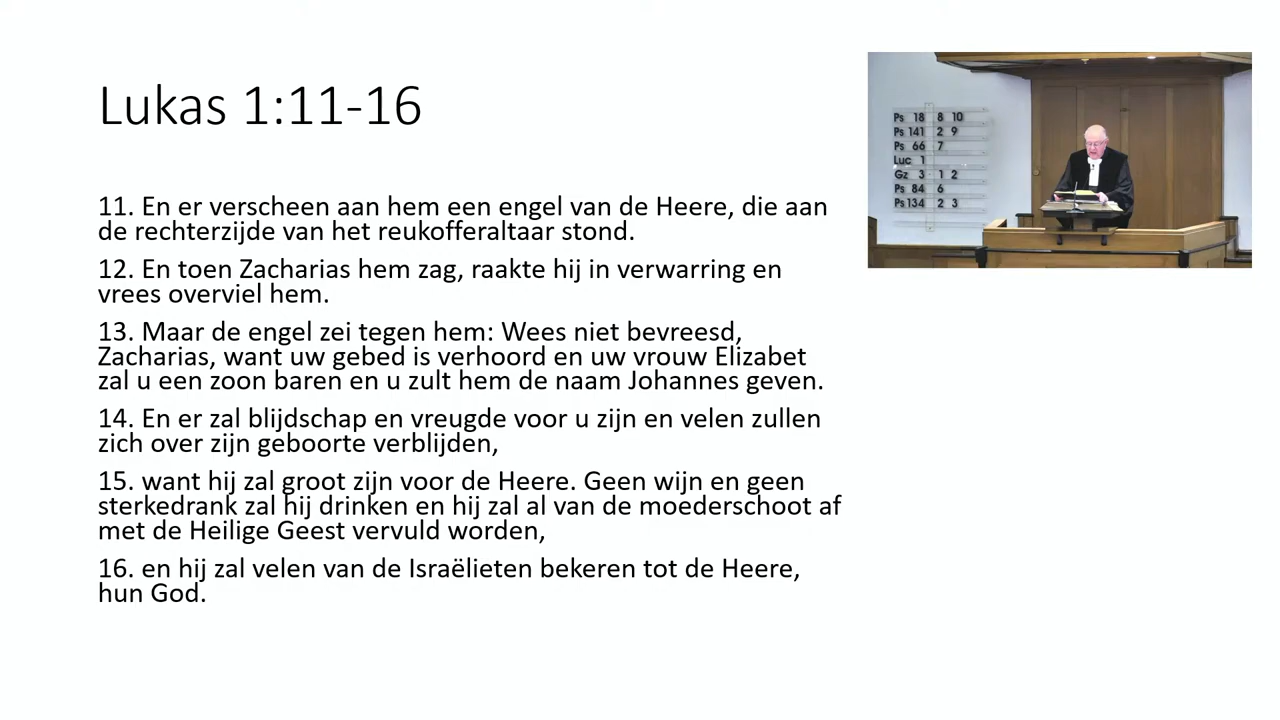 Lukas 1:11-16
11. En er verscheen aan hem een engel van de Heere, die aan
de rechterzijde van het reukofferaltaar stond.
12. En toen Zacharias hem zag, raakte hij in verwarring en
vrees overviel hem.
13. Maar de engel zei tegen hem: Wees niet bevreesd,
Zacharias, want uw gebed is verhoord en uw vrouw Elizabet
zal u een zoon baren en u zult hem de naam Johannes geven.
14. En er zal blijdschap en vreugde voor u zijn en velen zullen
zich over zijn geboorte verblijden,
15. want hij zal groot zijn voor de Heere. Geen wijn en geen
sterkedrank zal hij drinken en hij zal al van de moederschoot af
met de Heilige Geest vervuld worden,
16. en hij zal velen van de Israëlieten bekeren tot de Heere,
hun God.
Ps 18 8 10
Ps 141 2 9
Ps 66 7
Luc 1
Gz 3 1 2
Ps 84 6
Ps 134 2 3